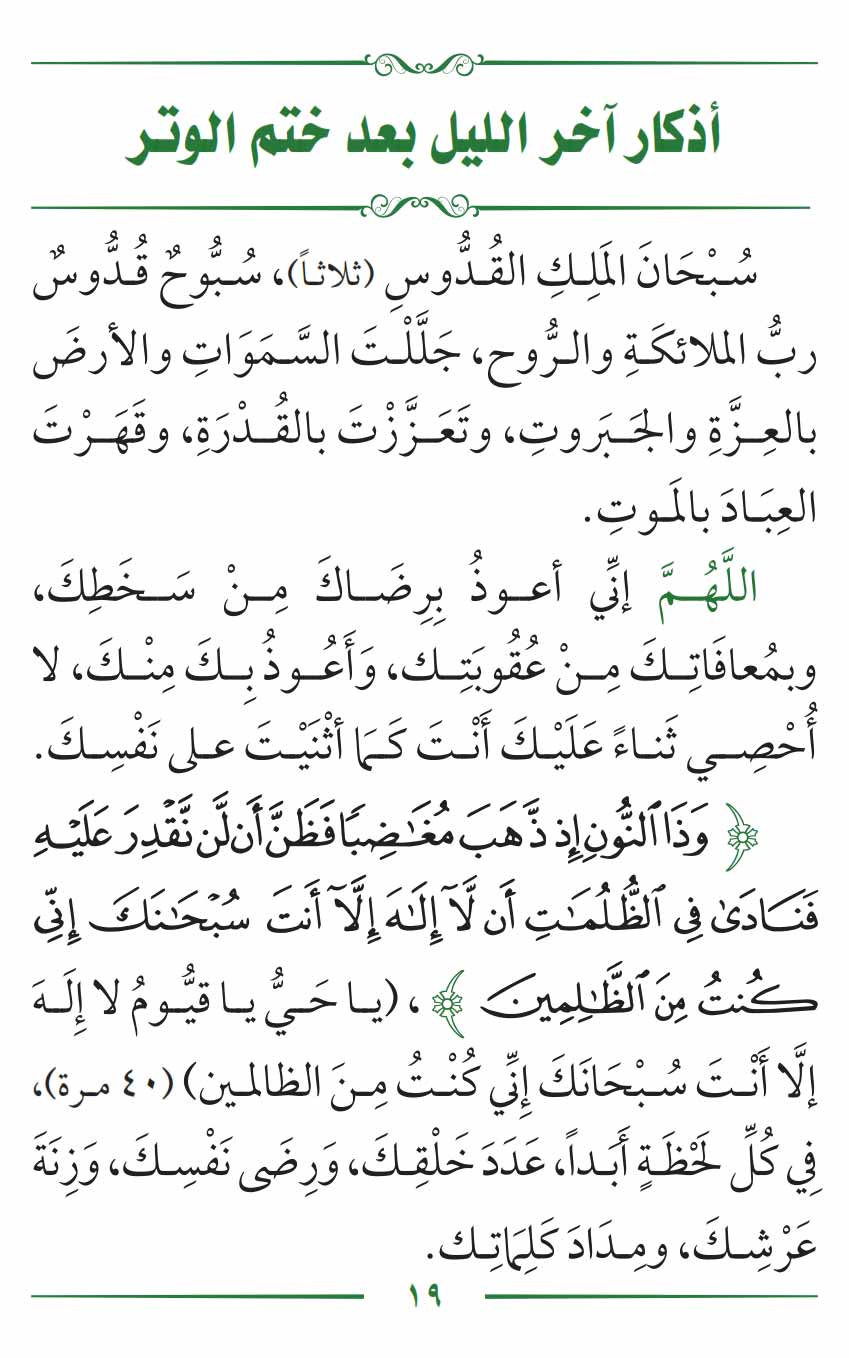 أذكار آخر الليل بعد ختم الوتر
سُبْحَانَ المَلِكِ القُدُّوسِ (ثلاثاً)، سُبُّوحٌ قُدُّوسٌ
ربُّ الملائكَةِ والرُّوح، جَلَّلْتَ السَّمَوَاتِ والأرضَ
بالعِزَّةِ والجَبَروتِ، وتَعَزَّزْتَ بالقُدْرَةِ، وقَهَرْتَ
العِبَادَ بالمَوتِ.
اللَّهُمَّ إنِّي أعوذُ بِرِضَاكَ مِنْ سَخَطِكَ،
وبمُعافَاتِكَ مِنْ عُقُوبَتِك، وَأَعُوذُ بِكَ مِنْكَ، لا
أُحْصِي ثَناءً عَلَيْكَ أَنْتَ كَمَا أثْنَيْتَ على نَفْسِكَ.
﴿ وَذَا ٱلنُّونِ إِذ ذَّهَبَ مُغَٰضِبًا فَظَنَّ أَن لَّن نَّقْدِرَ عَلَيْهِ
فَنَادَىٰ فِي ٱلظُّلُمَٰتِ أَن لَّآ إِلَٰهَ إِلَّآ أَنتَ سُبْحَٰنَكَ إِنِّي
كُنتُ مِنَ ٱلظَّٰلِمِينَ ﴾، (يا حَيُّ يا قيُّومُ لا إِلَهَ
إلَّا أَنْتَ سُبْحَانَكَ إِنِّي كُنْتُ مِنَ الظالمين) (٤٠ مرة)،
فِي كُلِّ لَحْظَةٍ أَبَداً، عَدَدَ خَلْقِكَ، وَرِضَى نَفْسِكَ، وَزِنَةَ
عَرْشِكَ، ومِدَادَ كَلِمَاتِك.
١٩